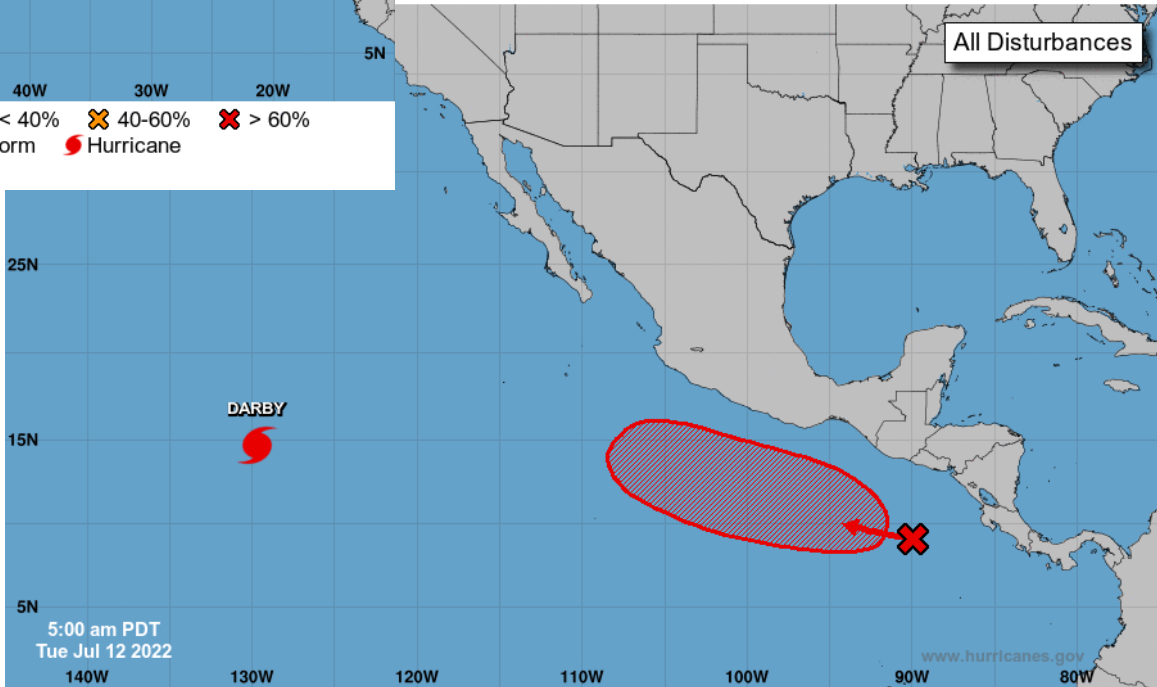 All Disturbances
5N
40W 30W 20W
< 40% 40-60% > 60%
orm Hurricane
25N
DARBY
15N
5N
5:00 am PDT
Tue Jul 12 2022
www.hurricanes.gov
140W 130W 120W 110W 100W 90W 80W